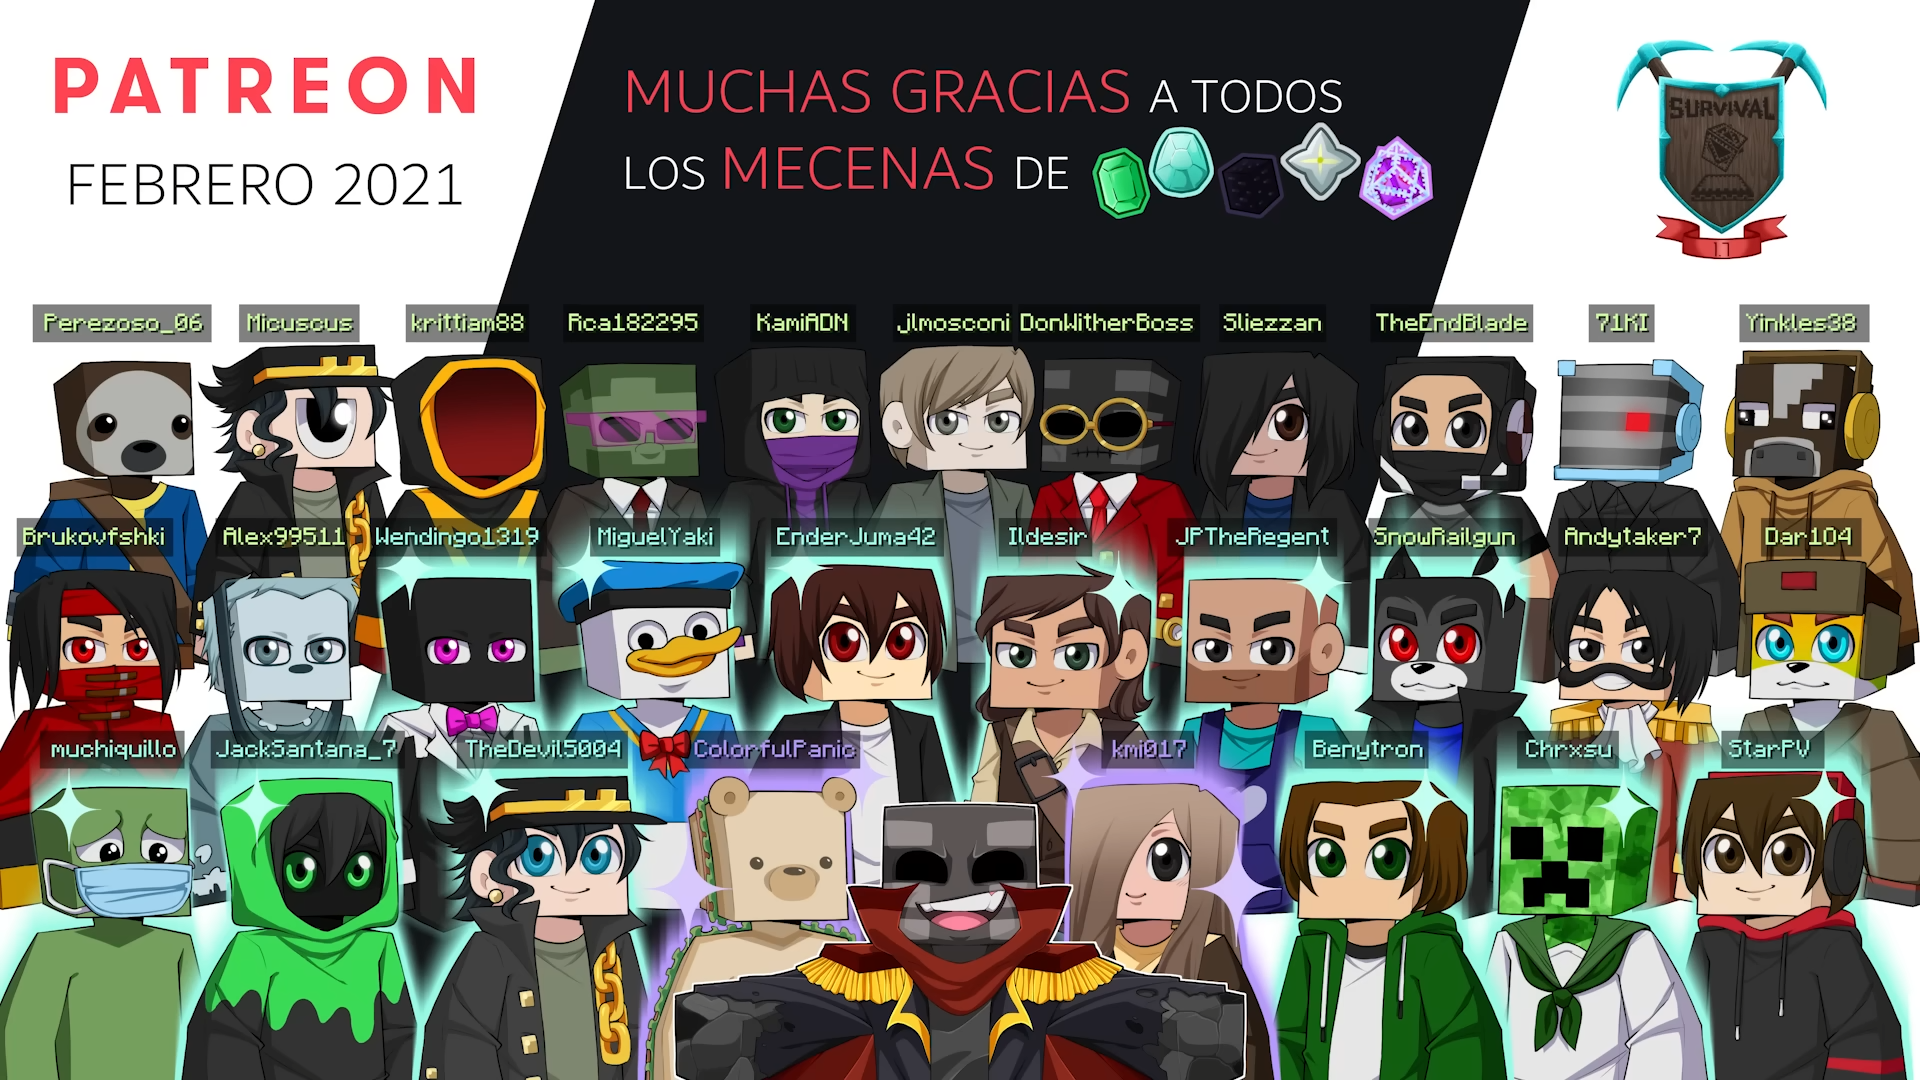 PATREON
FEBRERO 2021
MUCHAS GRACIAS A TODOS
LOS MECENAS DE
SURVIVAL
Perezoso_06
Micuscus
krittiam88
Rca182295
KamiADN
jlmosconi
DonWitherBoss
Sliezzan
TheEndBlade
71KI
Yinkles38
Brukovfshki
Alex99511
Wendingo1319
MiguelYaki
EnderJuma42
Ildesir
JPTheRegent
SnowRailgun
Andytaker7
Dar104
muchiquillo
JackSantana_7
TheDevil5004
ColorfulPanic
kmi017
Benytron
Chrxsu
StarPV